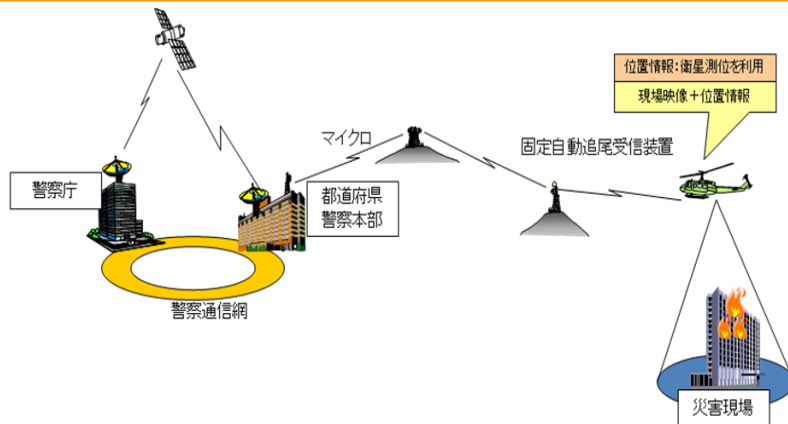 位置情報:衛星測位を利用
現場映像+位置情報
マイクロ
固定自動追尾受信装置
警察庁
都道府県
警察本部
警察通信網
災害現場